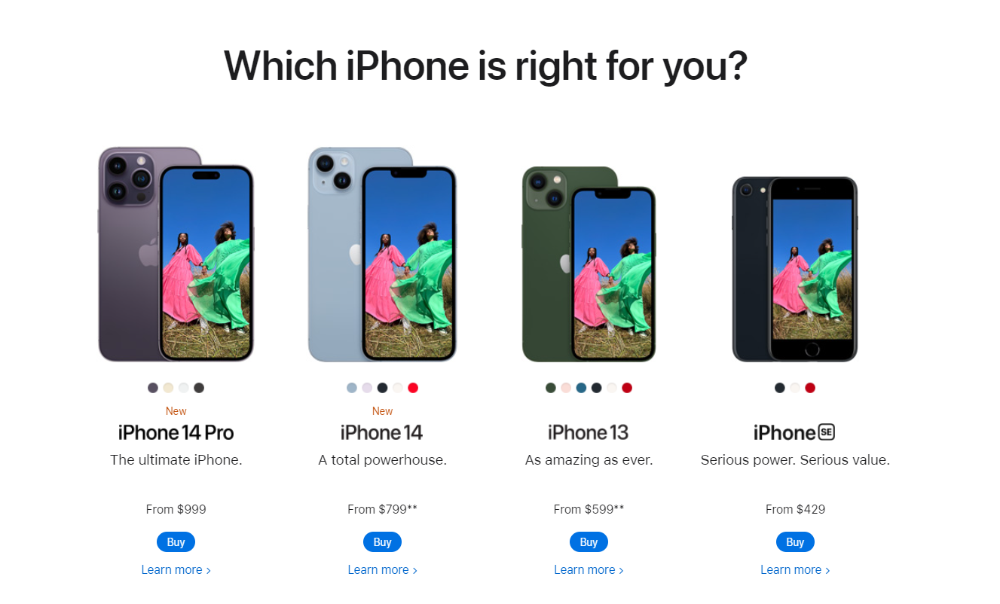 Which iPhone is right for you?
New
iPhone 14 Pro
The ultimate iPhone.
From $999
Buy
Learn more >
New
iPhone 14
A total powerhouse.
From $799**
Buy
Learn more >
iPhone 13
As amazing as ever.
From $599**
Buy
Learn more >
iPhone SE
Serious power. Serious value.
From $429
Buy
Learn more >